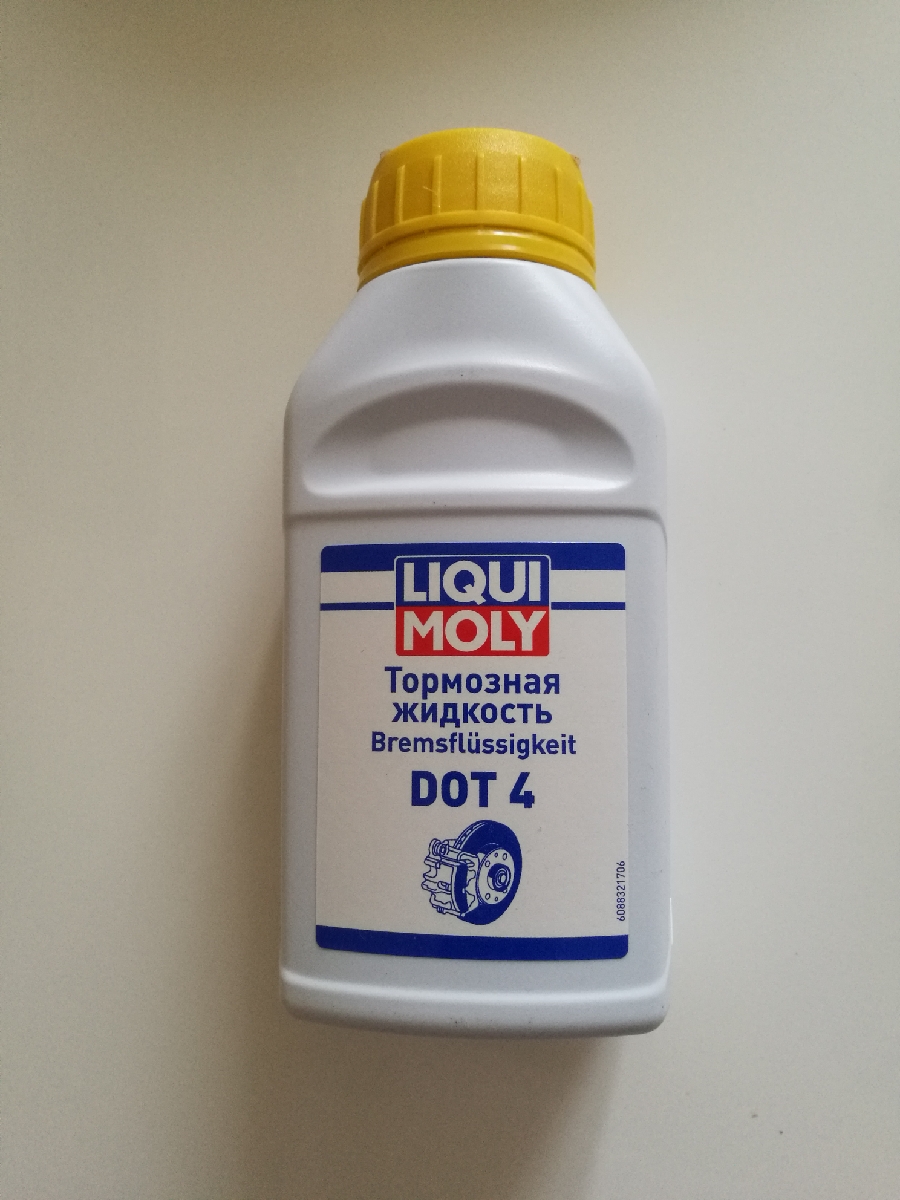 LIQUI
MOLY
Тормозная
жидкость
Bremsflüssigkeit
DOT 4
6088321706